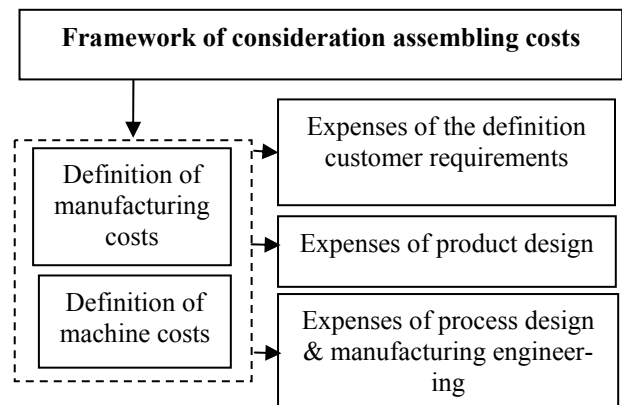 Framework of consideration assembling costs
Definition of
manufacturing
costs
Definition of
machine costs
Expenses of the definition
customer requirements
Expenses of product design
Expenses of process design
& manufacturing engineer-
ing